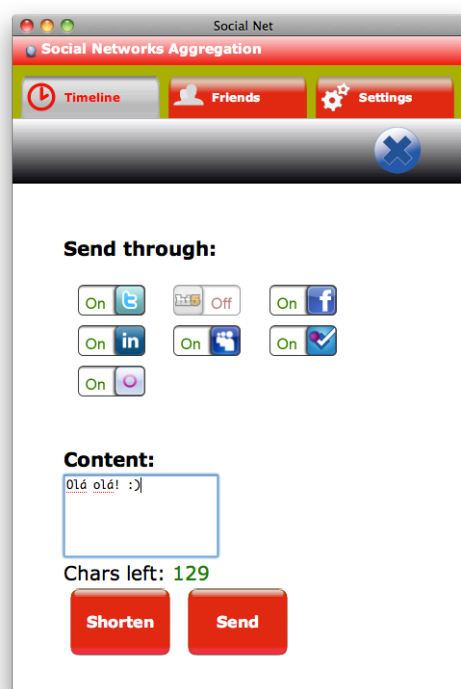 Social Net
Social Networks Aggregation
Timeline Friends Settings
Send through:
On Off On
On in On On
On
Content:
Olá olá! :)
Chars left: 129
Shorten Send